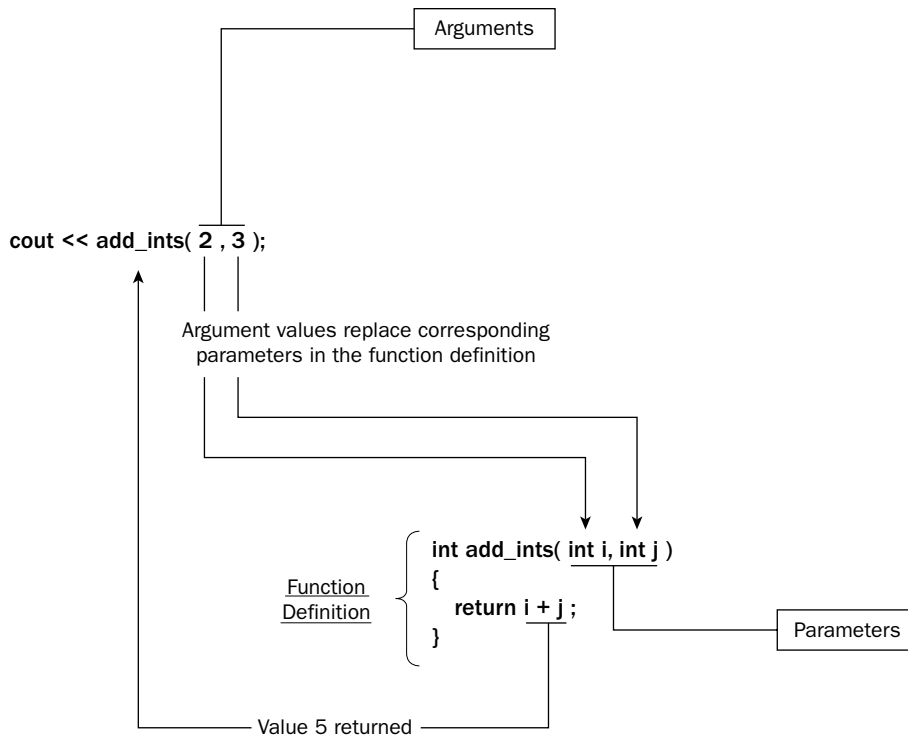 Arguments
cout << add_ints( 2 , 3 );
Argument values replace corresponding
parameters in the function definition
int add_ints( int i, int j )
{
return i + j ;
}
Function
Definition
Parameters
Value 5 returned